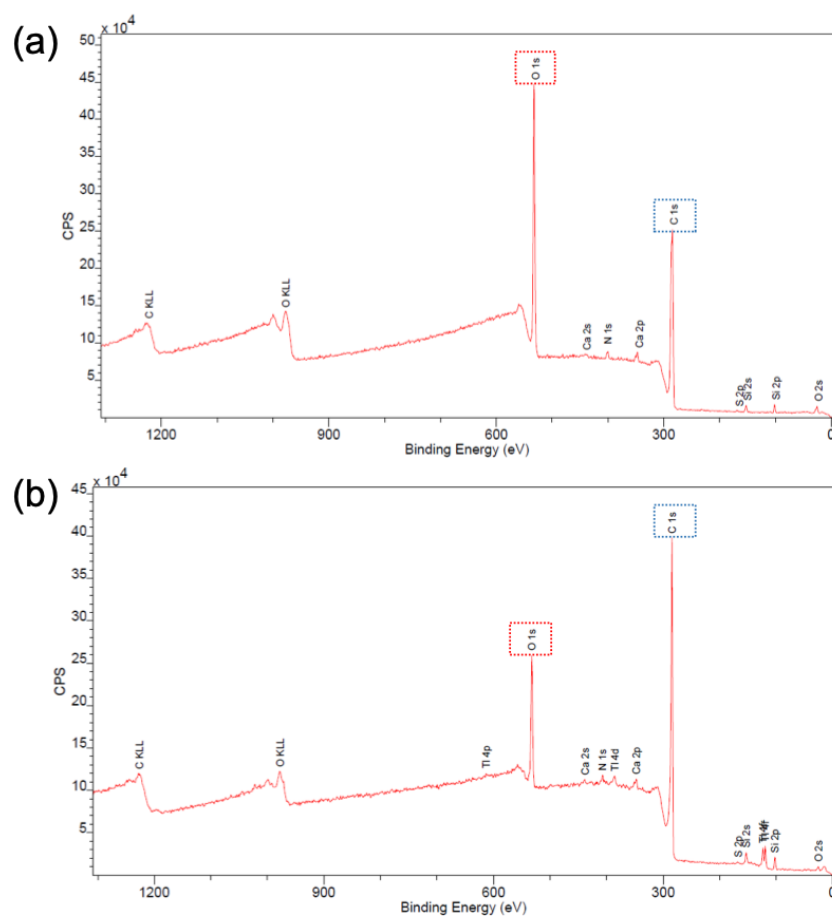 (a)
× 10⁴
50
45
40
35
30
25
20
15
10
5
CPS
C KLL
O KLL
O 1s
Ca 2s
N 1s
Ca 2p
C 1s
S 2p
Si 2s
Si 2p
O 2s
1200
900
600
300
0
Binding Energy (eV)
(b)
× 10⁴
45
40
35
30
25
20
15
10
5
CPS
C KLL
O KLL
Tl 4p
O 1s
Ca 2s
N 1s
Tl 4d
Ca 2p
C 1s
S 2p
Si 2s
Si 2p
O 2s
1200
900
600
300
0
Binding Energy (eV)